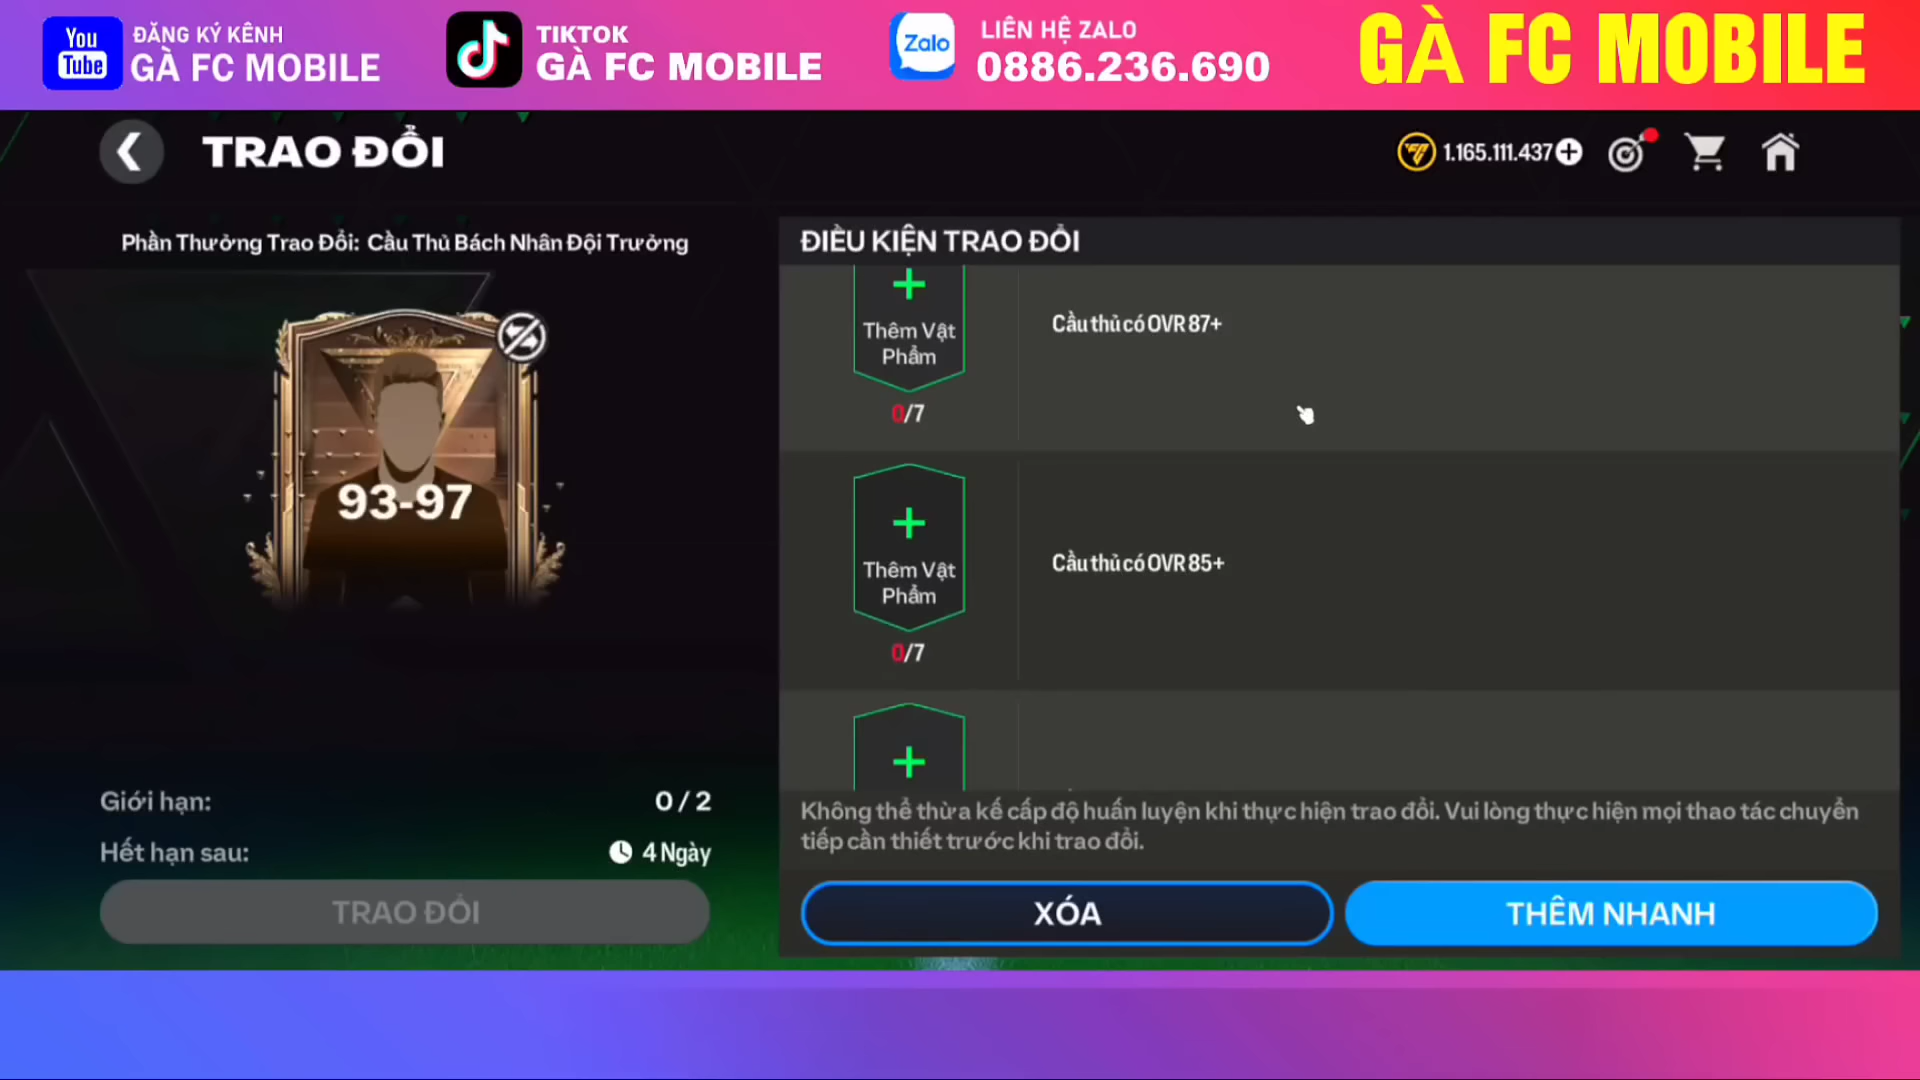 You
Tube
ĐĂNG KÝ KÊNH
GÀ FC MOBILE
TIKTOK
GÀ FC MOBILE
Zalo
LIÊN HỆ ZALO
0886.236.690
GÀ FC MOBILE
TRAO ĐỔI
1.165.111.437
Phần Thưởng Trao Đổi: Cầu Thủ Bách Nhân Đội Trưởng
93-97
Giới hạn:
0 / 2
Hết hạn sau:
4 Ngày
TRAO ĐỔI
ĐIỀU KIỆN TRAO ĐỔI
Thêm Vật
Phẩm
0/7
Cầu thủ có OVR 87+
Thêm Vật
Phẩm
0/7
Cầu thủ có OVR 85+
Không thể thừa kế cấp độ huấn luyện khi thực hiện trao đổi. Vui lòng thực hiện mọi thao tác chuyển
tiếp cần thiết trước khi trao đổi.
XÓA
THÊM NHANH